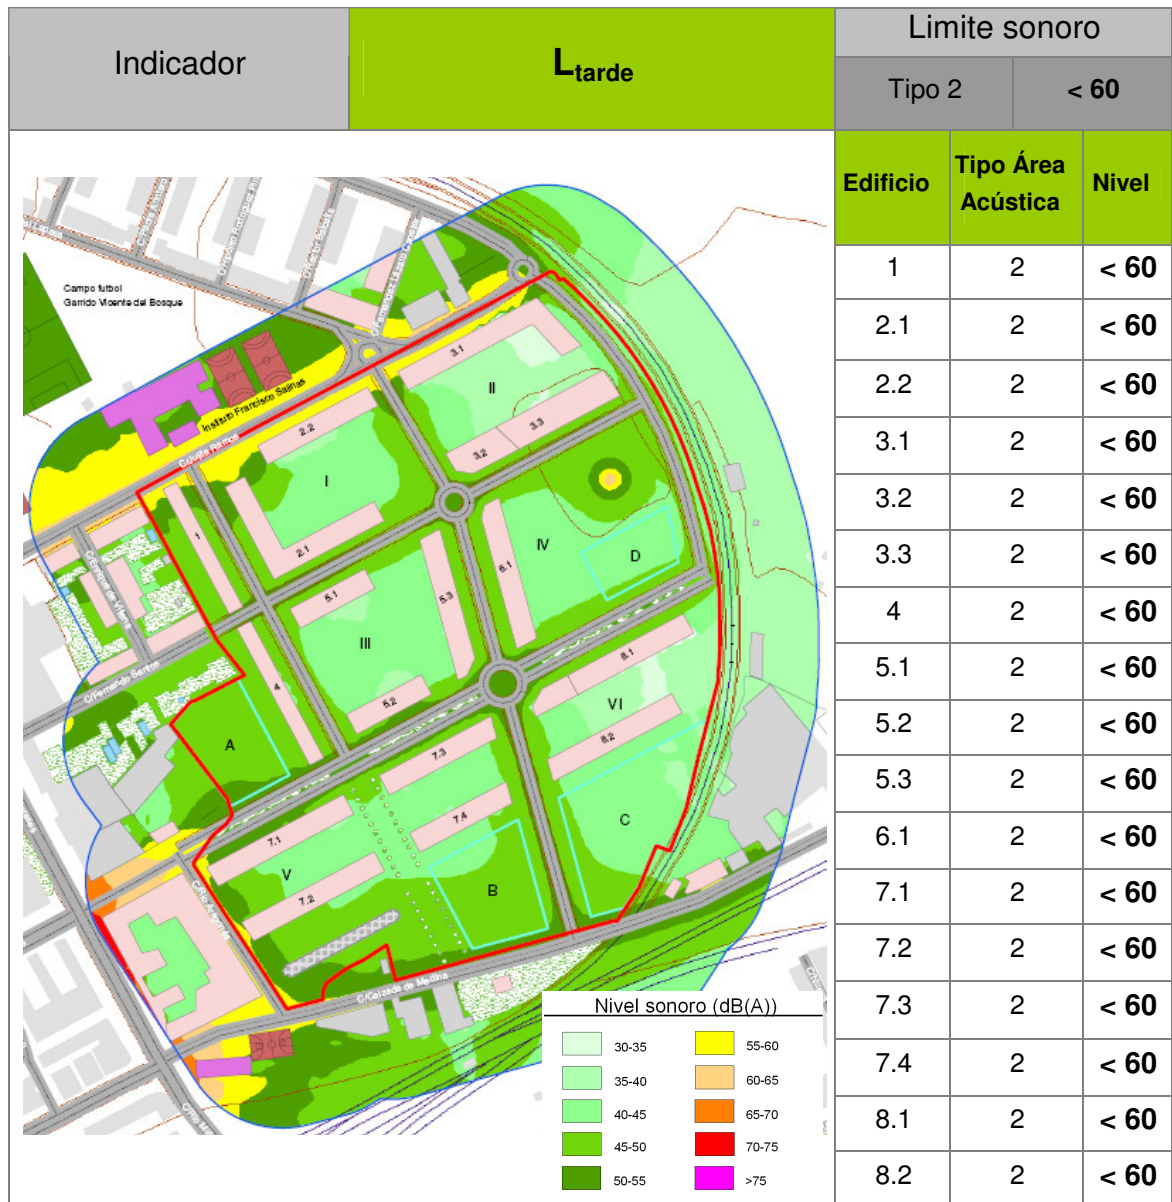 Indicador
Ltarde
Limite sonoro
Tipo 2
< 60
Edificio
Tipo Área
Acústica
Nivel
1 2 < 60
2.1 2 < 60
2.2 2 < 60
3.1 2 < 60
3.2 2 < 60
3.3 2 < 60
4 2 < 60
5.1 2 < 60
5.2 2 < 60
5.3 2 < 60
6.1 2 < 60
7.1 2 < 60
7.2 2 < 60
7.3 2 < 60
7.4 2 < 60
8.1 2 < 60
8.2 2 < 60
Campo futbol
Garrido Vicente del Bosque
Instituto Francisco Salinas
C/Fernando Santos
C/Calzada de Medina
3.1
II
2.2
3.3
3.2
I
1
2.1
IV
D
6.1
5.1
5.3
III
4
5.2
8.1
VI
8.2
A
7.3
7.4
7.1
V
7.2
B
C
Nivel sonoro (dB(A))
30-35
55-60
35-40
60-65
40-45
65-70
45-50
70-75
50-55
>75